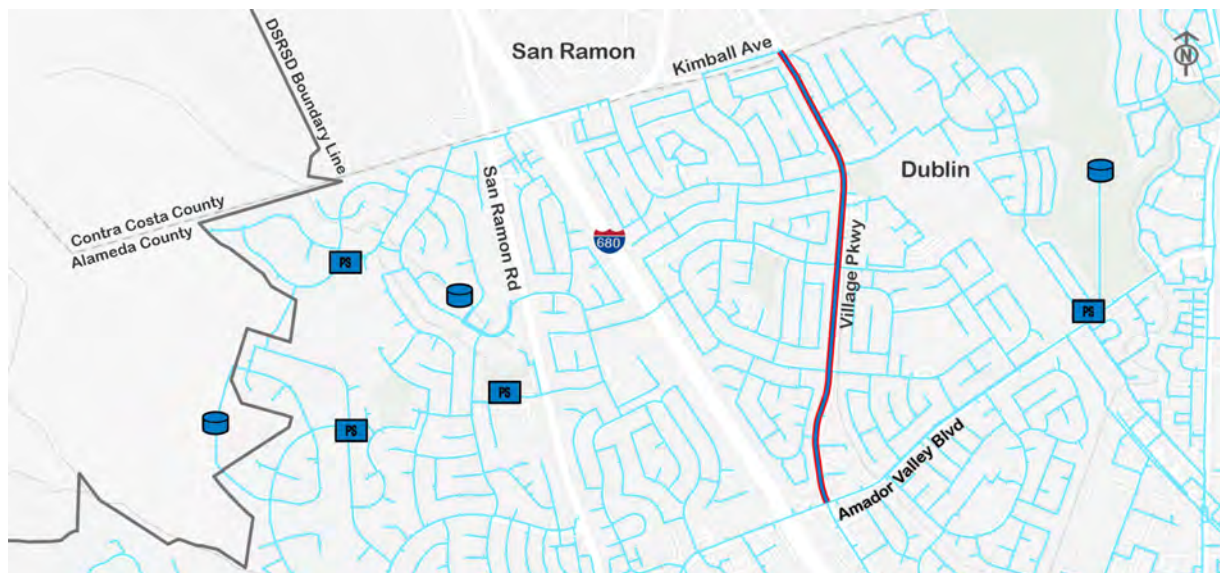 DSRSD Boundary Line
San Ramon
Kimball Ave
N
Dublin
Contra Costa County
Alameda County
San Ramon Rd
680
Village Pkwy
PS
PS
PS
PS
Amador Valley Blvd